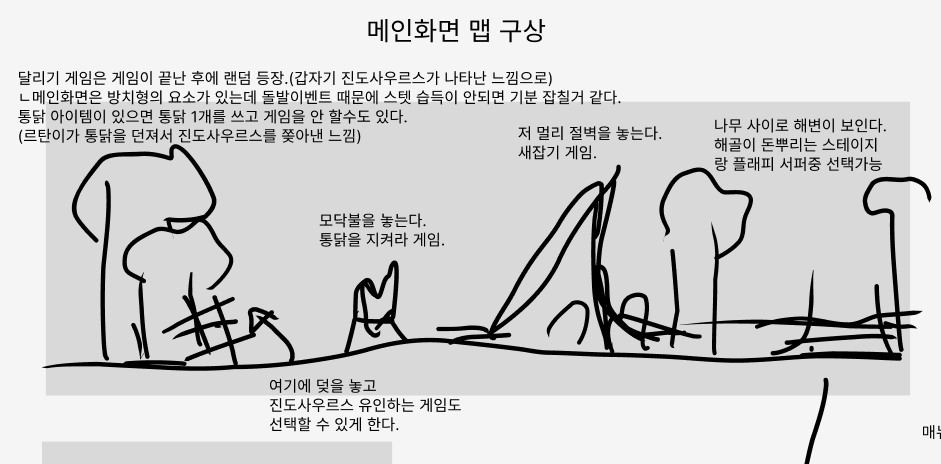 메인화면 맵 구상
달리기 게임은 게임이 끝난 후에 랜덤 등장.(갑자기 진도사우르스가 나타난 느낌으로)
ㄴ메인화면은 방치형의 요소가 있는데 돌발이벤트 때문에 스텟 습득이 안되면 기분 잡칠거 같다.
통닭 아이템이 있으면 통닭 1개를 쓰고 게임을 안 할수도 있다.
(르탄이가 통닭을 던져서 진도사우르스를 쫓아낸 느낌)
저 멀리 절벽을 놓는다.
새잡기 게임.
나무 사이로 해변이 보인다.
해골이 돈뿌리는 스테이지
랑 플래피 서퍼중 선택가능
모닥불을 놓는다.
통닭을 지켜라 게임.
여기에 덫을 놓고
진도사우르스 유인하는 게임도
선택할 수 있게 한다.